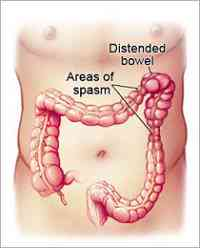 Distended
bowel
Areas of
spasm